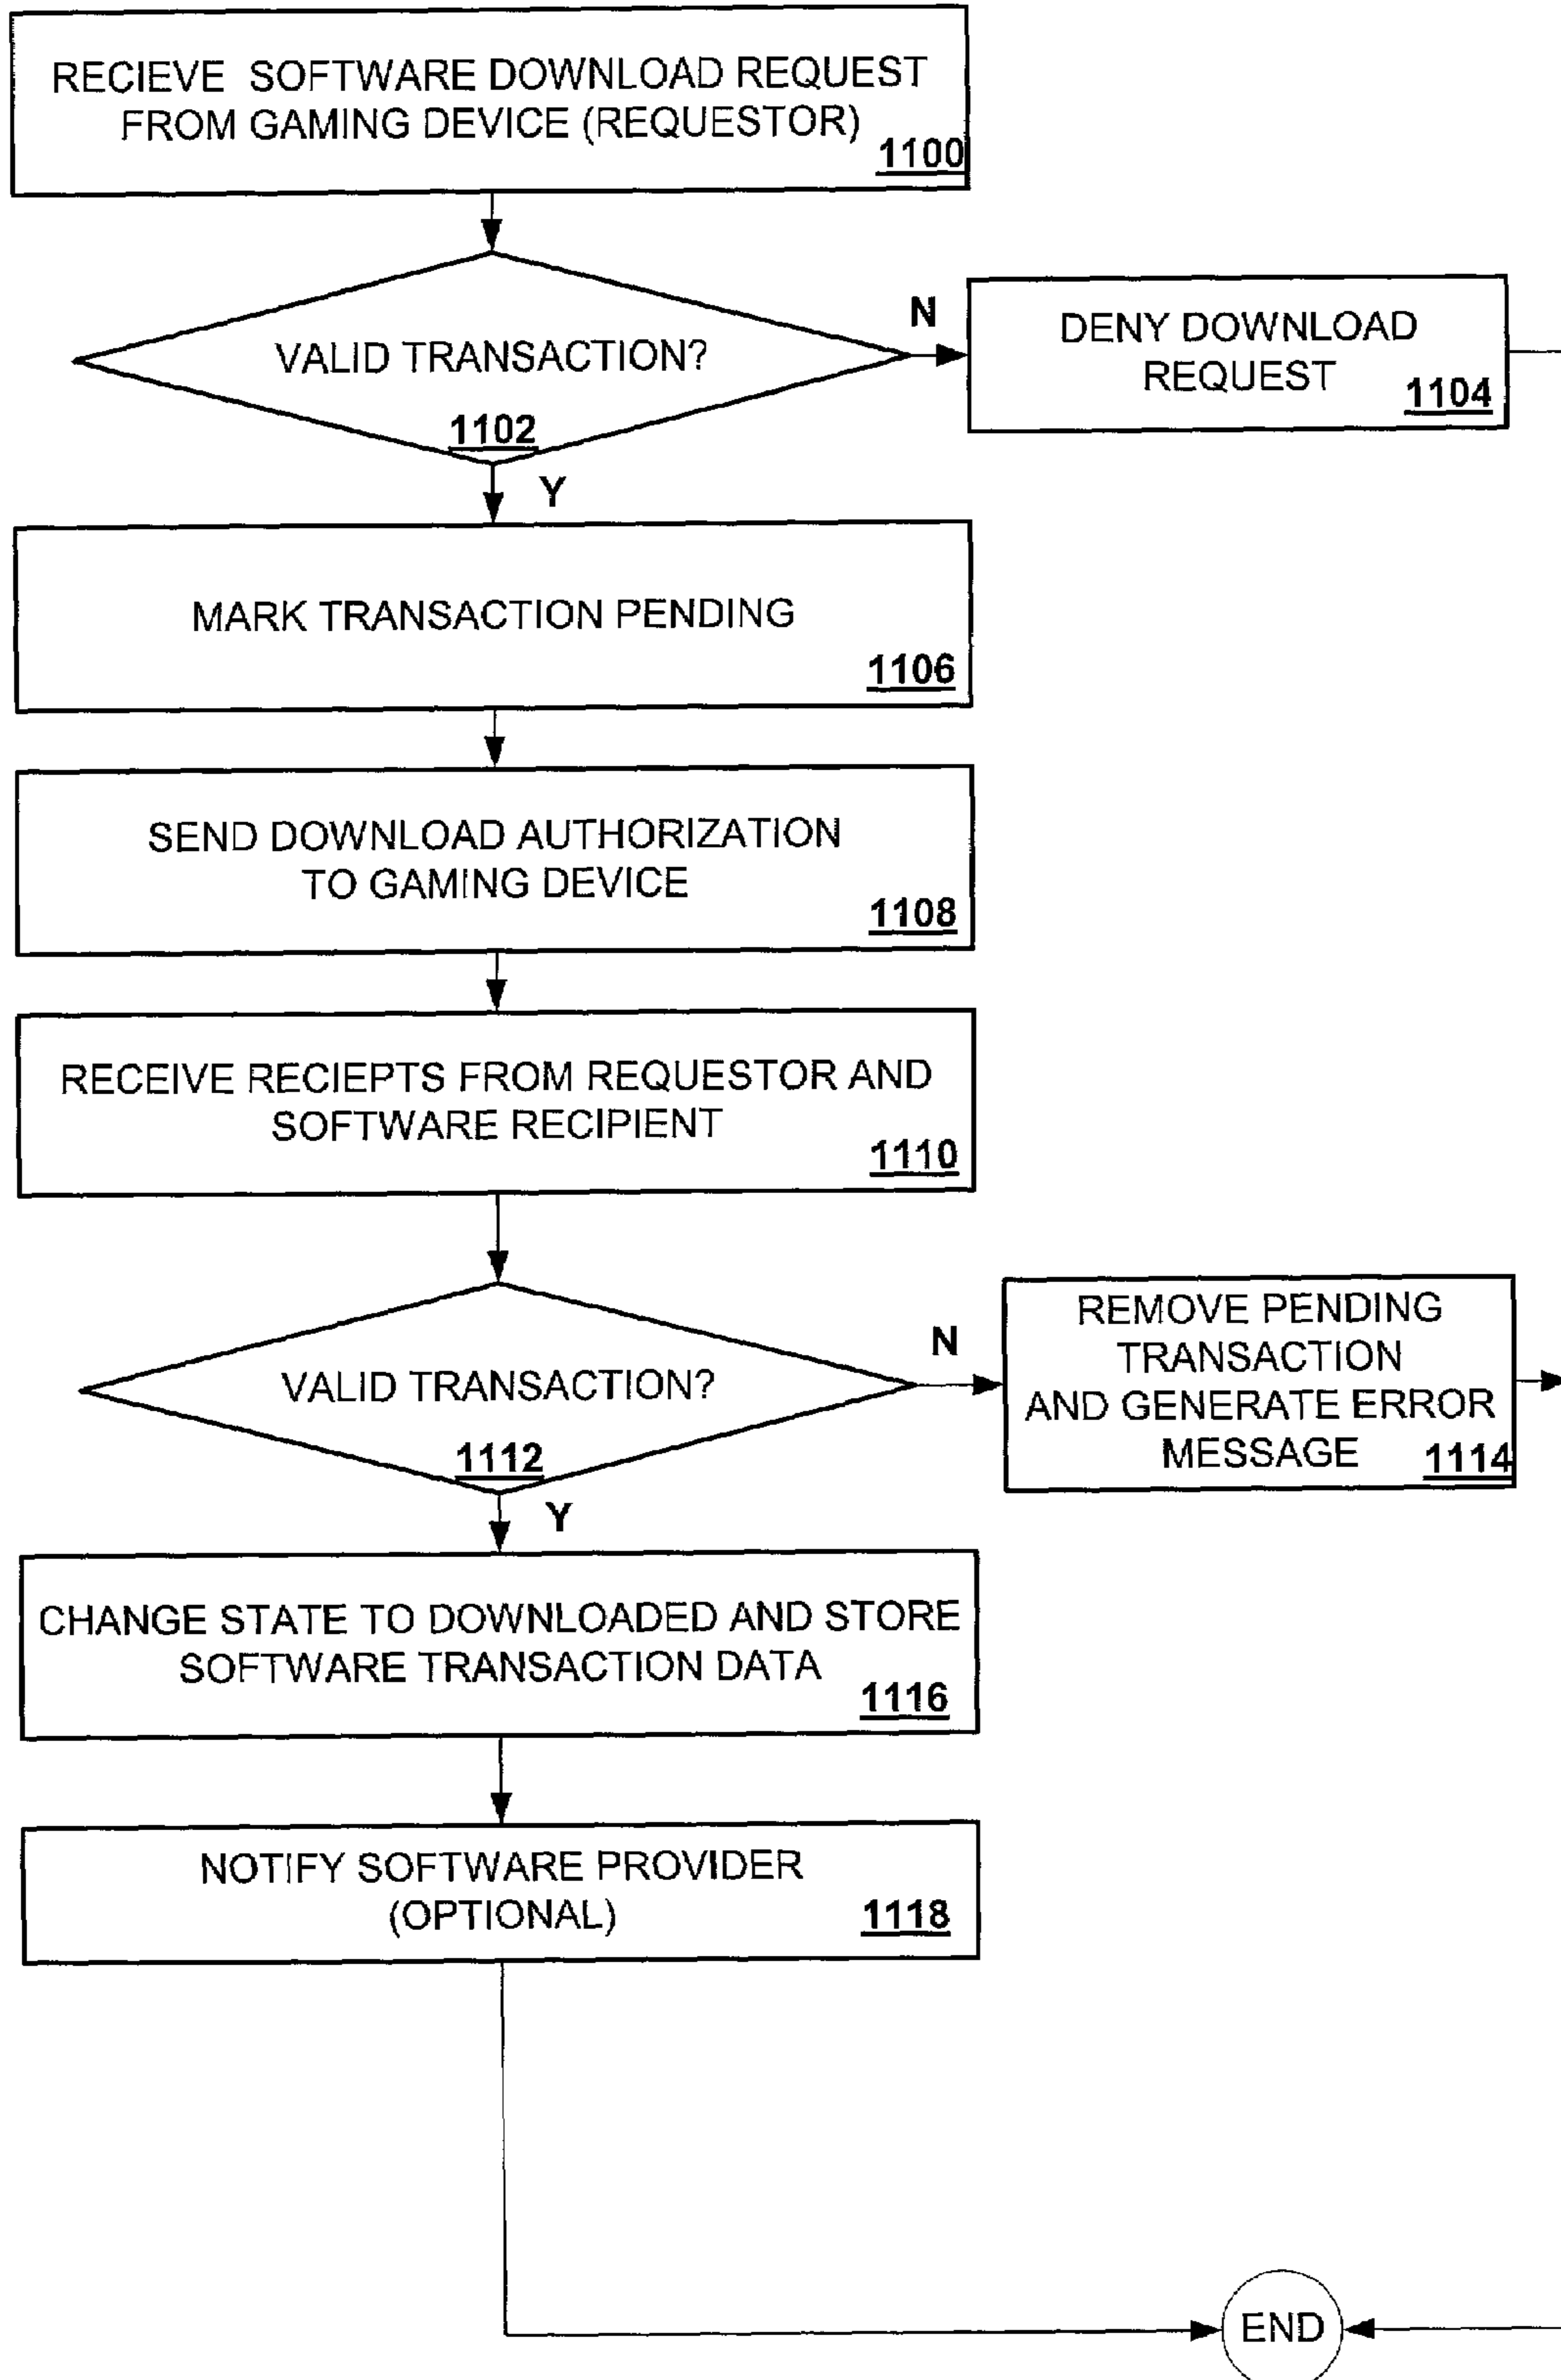 RECIEVE SOFTWARE DOWNLOAD REQUEST
FROM GAMING DEVICE (REQUESTOR)
1100
VALID TRANSACTION?
1102
N
DENY DOWNLOAD
REQUEST
1104
Y
MARK TRANSACTION PENDING
1106
SEND DOWNLOAD AUTHORIZATION
TO GAMING DEVICE
1108
RECEIVE RECIEPTS FROM REQUESTOR AND
SOFTWARE RECIPIENT
1110
VALID TRANSACTION?
1112
N
REMOVE PENDING
TRANSACTION
AND GENERATE ERROR
MESSAGE
1114
Y
CHANGE STATE TO DOWNLOADED AND STORE
SOFTWARE TRANSACTION DATA
1116
NOTIFY SOFTWARE PROVIDER
(OPTIONAL)
1118
END